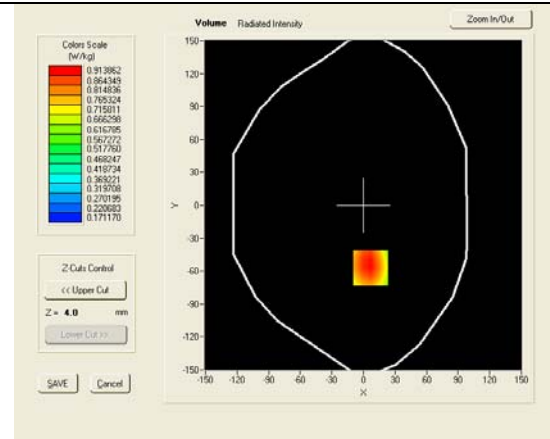 Volume Radiated Intensity
Zoom In/Out
Colors Scale
(W/kg)
0.913862
0.864349
0.814836
0.765324
0.715811
0.666298
0.616785
0.567272
0.517760
0.468247
0.418734
0.369221
0.319708
0.270195
0.220683
0.171170
Z-Cuts Control
<< Upper Cut
Z = 4.0 mm
Lower Cut >>
SAVE Cancel
150-
120-
90-
60-
30-
Y 0-
-30-
-60-
-90-
-120-
-150-
-150 -120 -90 -60 -30 0 30 60 90 120 150
X